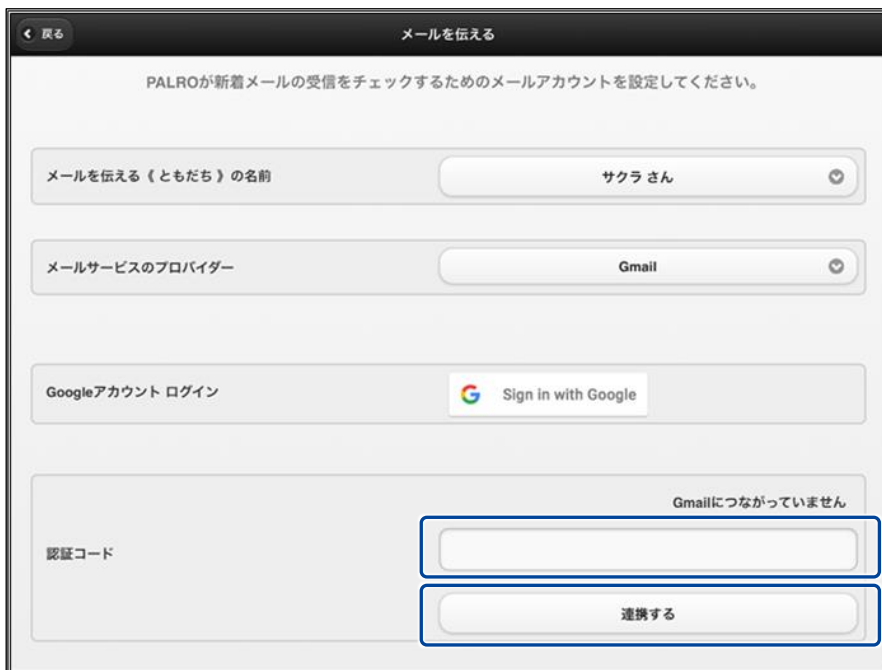 戻る
メールを伝える
PALROが新着メールの受信をチェックするためのメールアカウントを設定してください。
メールを伝える《 ともだち 》の名前
サクラ さん
メールサービスのプロバイダー
Gmail
Googleアカウント ログイン
Sign in with Google
Gmailにつながっていません
認証コード
連携する